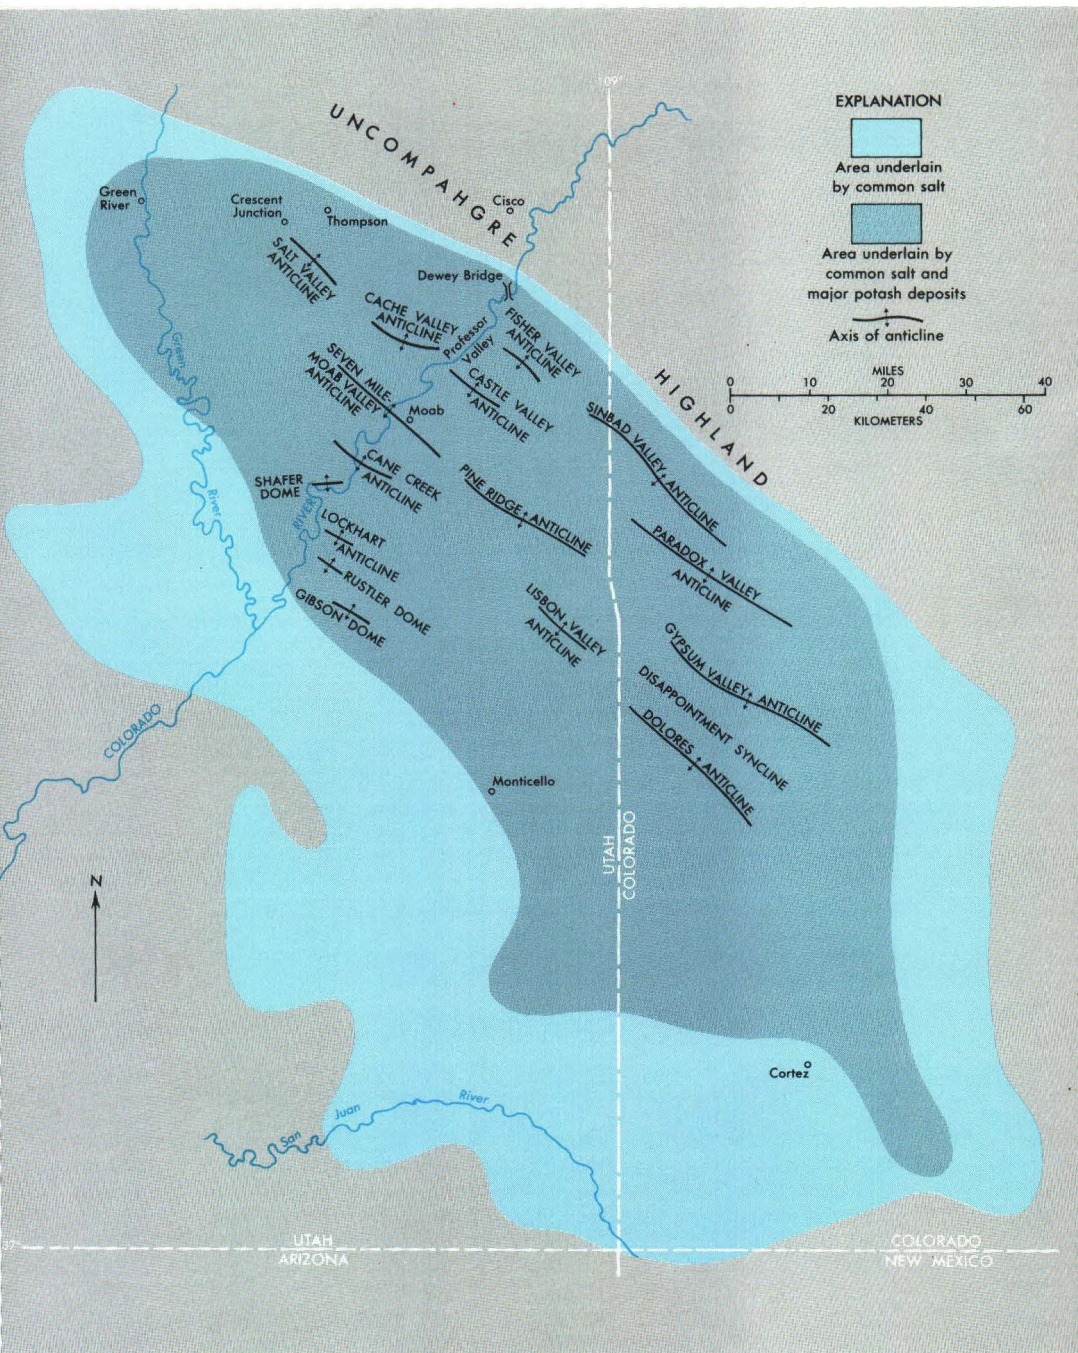 109°
UNCOMPAHGRE
HIGHLAND
EXPLANATION
Area underlain
by common salt
Area underlain by
common salt and
major potash deposits
Axis of anticline
MILES
0 10 20 30 40
0 20 40 60
KILOMETERS
Green
River
Crescent
Junction
Thompson
Cisco
Dewey Bridge
SALT VALLEY
ANTICLINE
CACHE VALLEY
ANTICLINE
Professor
Valley
FISHER VALLEY
ANTICLINE
Green
River
SEVEN MILE
MOAB VALLEY
ANTICLINE
Moab
CASTLE VALLEY
ANTICLINE
SINBAD VALLEY ANTICLINE
CANE CREEK
ANTICLINE
SHAFER
DOME
PINE RIDGE ANTICLINE
RIVER
LOCKHART
ANTICLINE
RUSTLER DOME
GIBSON DOME
PARADOX VALLEY
ANTICLINE
LISBON VALLEY
ANTICLINE
GYPSUM VALLEY ANTICLINE
DISAPPOINTMENT SYNCLINE
DOLORES ANTICLINE
COLORADO
Monticello
UTAH
COLORADO
N
Cortez
San Juan River
37°
UTAH
ARIZONA
COLORADO
NEW MEXICO